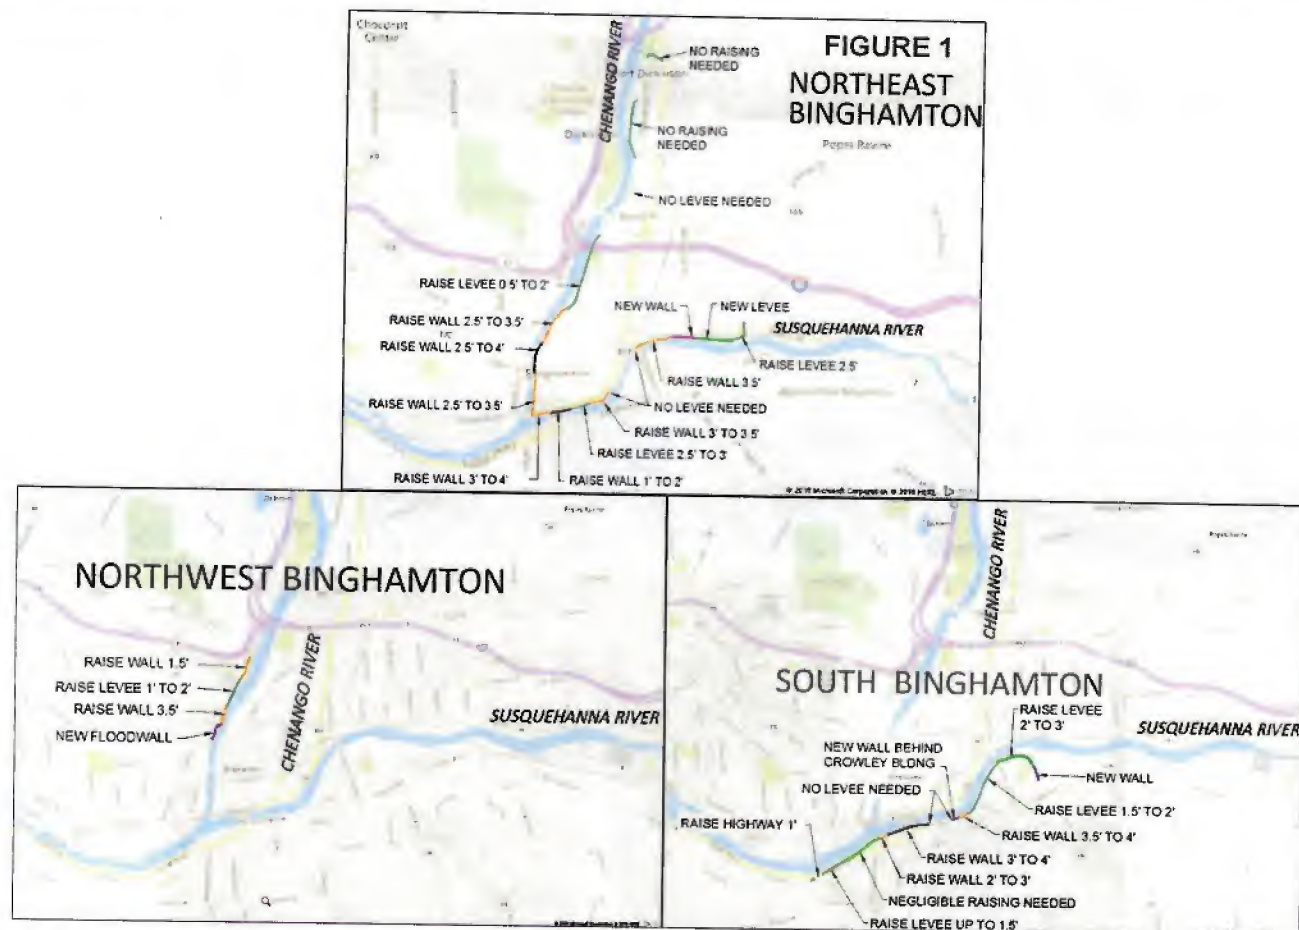 Choconut
Center
CHENANGO RIVER
NO RAISING
NEEDED
FIGURE 1
NORTHEAST
BINGHAMTON
NO RAISING
NEEDED
Popes Ravine
NO LEVEE NEEDED
RAISE LEVEE 0.5' TO 2'
NEW WALL
NEW LEVEE
SUSQUEHANNA RIVER
RAISE WALL 2.5' TO 3.5'
RAISE WALL 2.5' TO 4'
RAISE LEVEE 2.5'
RAISE WALL 3.5'
RAISE WALL 2.5' TO 3.5'
NO LEVEE NEEDED
RAISE WALL 3' TO 3.5'
RAISE LEVEE 2.5' TO 3'
RAISE WALL 3' TO 4'
RAISE WALL 1' TO 2'
NORTHWEST BINGHAMTON
RAISE WALL 1.5'
RAISE LEVEE 1' TO 2'
RAISE WALL 3.5'
NEW FLOODWALL
CHENANGO RIVER
SUSQUEHANNA RIVER
CHENANGO RIVER
SOUTH BINGHAMTON
RAISE LEVEE
2' TO 3'
SUSQUEHANNA RIVER
NEW WALL BEHIND
CROWLEY BLDNG
NEW WALL
NO LEVEE NEEDED
RAISE LEVEE 1.5' TO 2'
RAISE HIGHWAY 1'
RAISE WALL 3.5' TO 4'
RAISE WALL 3' TO 4'
RAISE WALL 2' TO 3'
NEGLIGIBLE RAISING NEEDED
RAISE LEVEE UP TO 1.5'